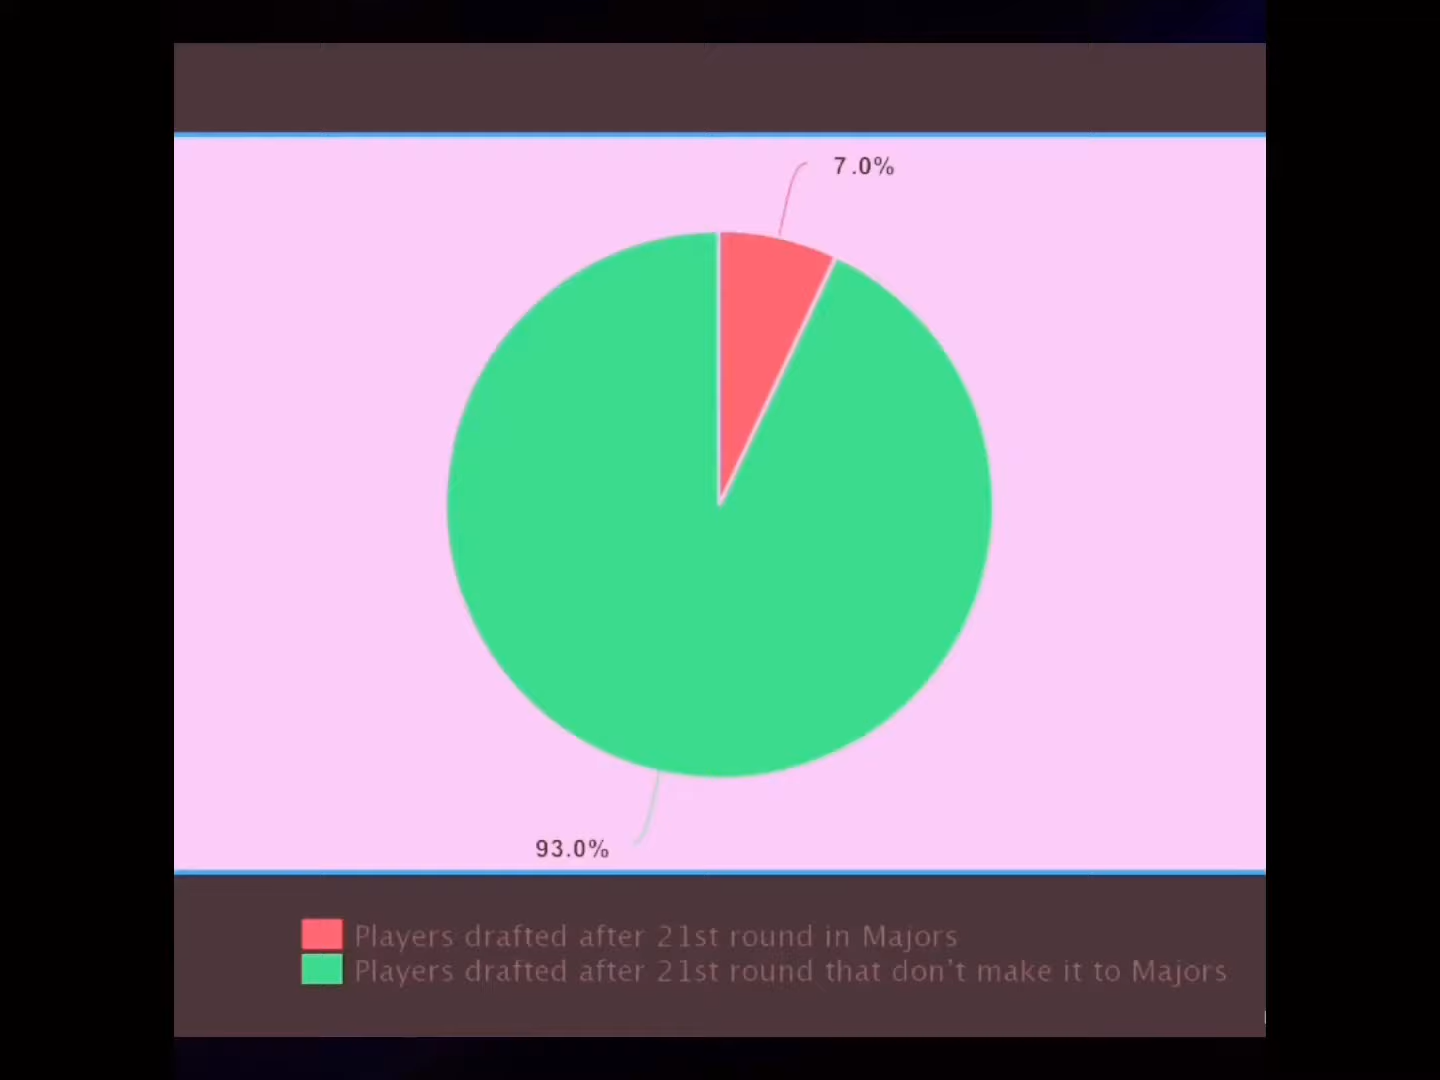 7.0%
93.0%
Players drafted after 21st round in Majors
Players drafted after 21st round that don't make it to Majors